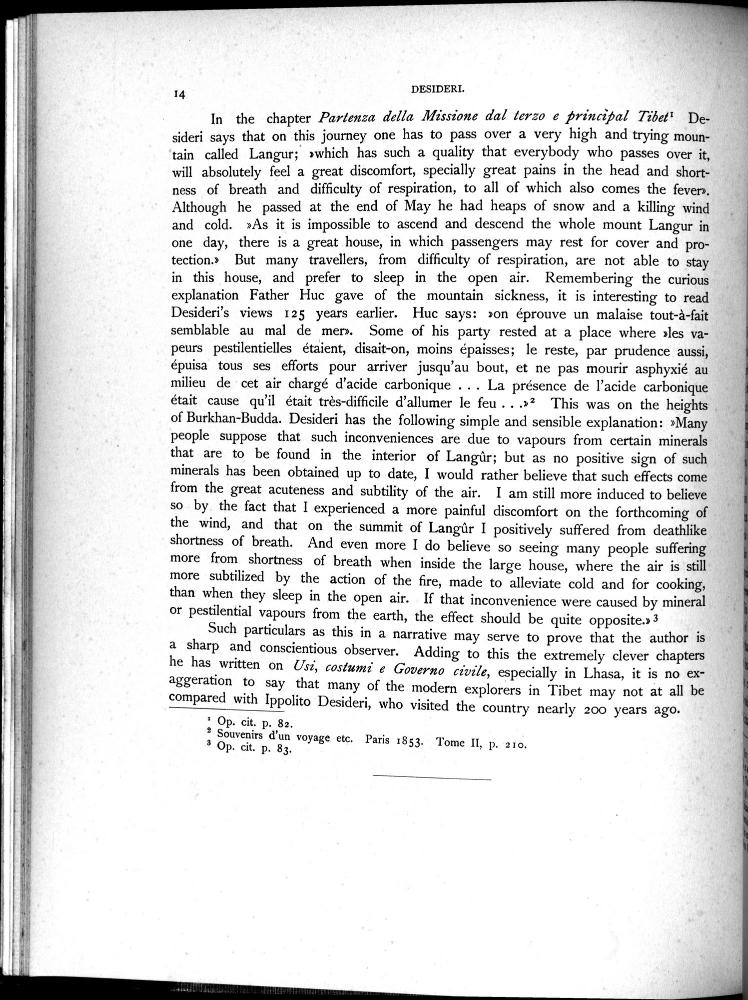 14
DESIDERI.
In the chapter Partenza della Missione dal terzo e principal Tibet¹ De-
sideri says that on this journey one has to pass over a very high and trying moun-
tain called Langur; »which has such a quality that everybody who passes over it,
will absolutely feel a great discomfort, specially great pains in the head and short-
ness of breath and difficulty of respiration, to all of which also comes the fever».
Although he passed at the end of May he had heaps of snow and a killing wind
and cold. »As it is impossible to ascend and descend the whole mount Langur in
one day, there is a great house, in which passengers may rest for cover and pro-
tection.» But many travellers, from difficulty of respiration, are not able to stay
in this house, and prefer to sleep in the open air. Remembering the curious
explanation Father Huc gave of the mountain sickness, it is interesting to read
Desideri's views 125 years earlier. Huc says: »on éprouve un malaise tout-à-fait
semblable au mal de mer». Some of his party rested at a place where »les va-
peurs pestilentielles étaient, disait-on, moins épaisses; le reste, par prudence aussi,
épuisa tous ses efforts pour arriver jusqu'au bout, et ne pas mourir asphyxié au
milieu de cet air chargé d'acide carbonique . . . La présence de l'acide carbonique
était cause qu'il était très-difficile d'allumer le feu . . .»² This was on the heights
of Burkhan-Budda. Desideri has the following simple and sensible explanation: »Many
people suppose that such inconveniences are due to vapours from certain minerals
that are to be found in the interior of Langûr; but as no positive sign of such
minerals has been obtained up to date, I would rather believe that such effects come
from the great acuteness and subtility of the air. I am still more induced to believe
so by the fact that I experienced a more painful discomfort on the forthcoming of
the wind, and that on the summit of Langûr I positively suffered from deathlike
shortness of breath. And even more I do believe so seeing many people suffering
more from shortness of breath when inside the large house, where the air is still
more subtilized by the action of the fire, made to alleviate cold and for cooking,
than when they sleep in the open air. If that inconvenience were caused by mineral
or pestilential vapours from the earth, the effect should be quite opposite.»³
Such particulars as this in a narrative may serve to prove that the author is
a sharp and conscientious observer. Adding to this the extremely clever chapters
he has written on Usi, costumi e Governo civile, especially in Lhasa, it is no ex-
aggeration to say that many of the modern explorers in Tibet may not at all be
compared with Ippolito Desideri, who visited the country nearly 200 years ago.
¹ Op. cit. p. 82.
² Souvenirs d'un voyage etc. Paris 1853. Tome II, p. 210.
³ Op. cit. p. 83.